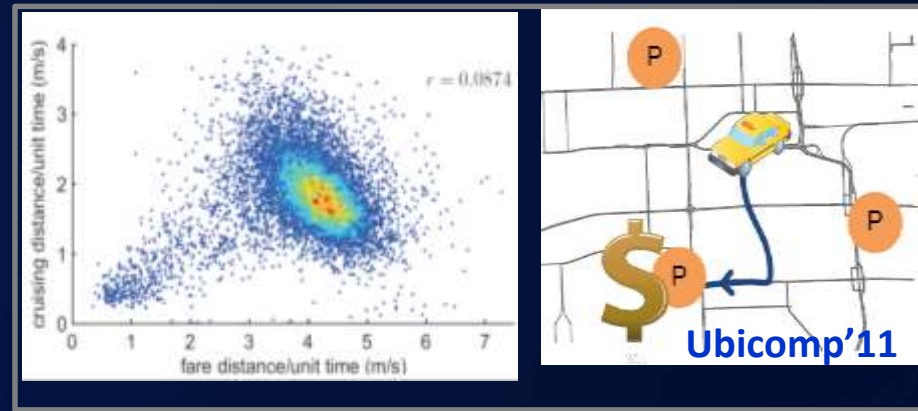 cruising distance/unit time (m/s)
4
3
2
1
0
r = 0.0874
0 1 2 3 4 5 6 7
fare distance/unit time (m/s)
P
P
$ P
Ubicomp'11